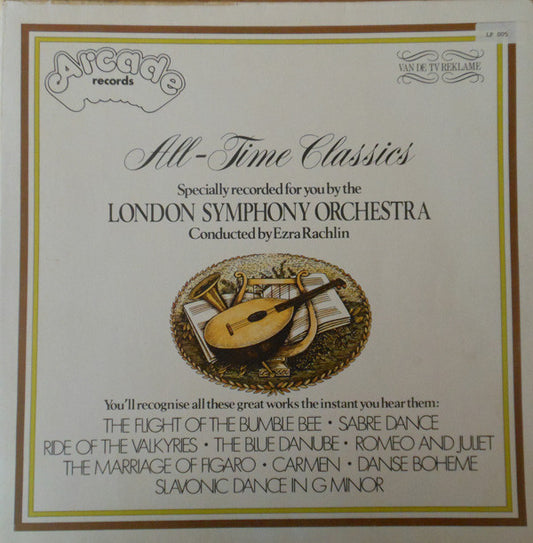 Arcade
records
LP 005
VAN DE TV REKLAME
All-Time Classics
Specially recorded for you by the
LONDON SYMPHONY ORCHESTRA
Conducted by Ezra Rachlin
You'll recognise all these great works the instant you hear them:
THE FLIGHT OF THE BUMBLE BEE • SABRE DANCE
RIDE OF THE VALKYRIES • THE BLUE DANUBE • ROMEO AND JULIET
THE MARRIAGE OF FIGARO • CARMEN • DANSE BOHEME
SLAVONIC DANCE IN G MINOR